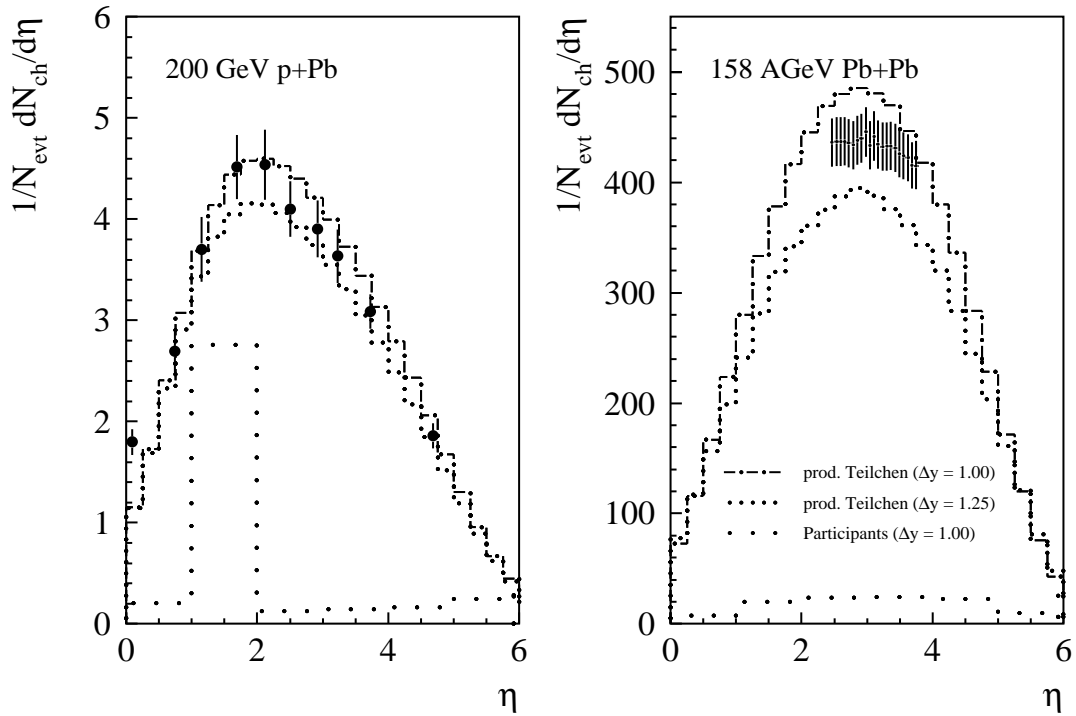 1/N_evt dN_ch/dη
6
5
4
3
2
1
0
200 GeV p+Pb
0 2 4 6
η
1/N_evt dN_ch/dη
500
400
300
200
100
0
158 AGeV Pb+Pb
prod. Teilchen (Δy = 1.00)
prod. Teilchen (Δy = 1.25)
Participants (Δy = 1.00)
0 2 4 6
η